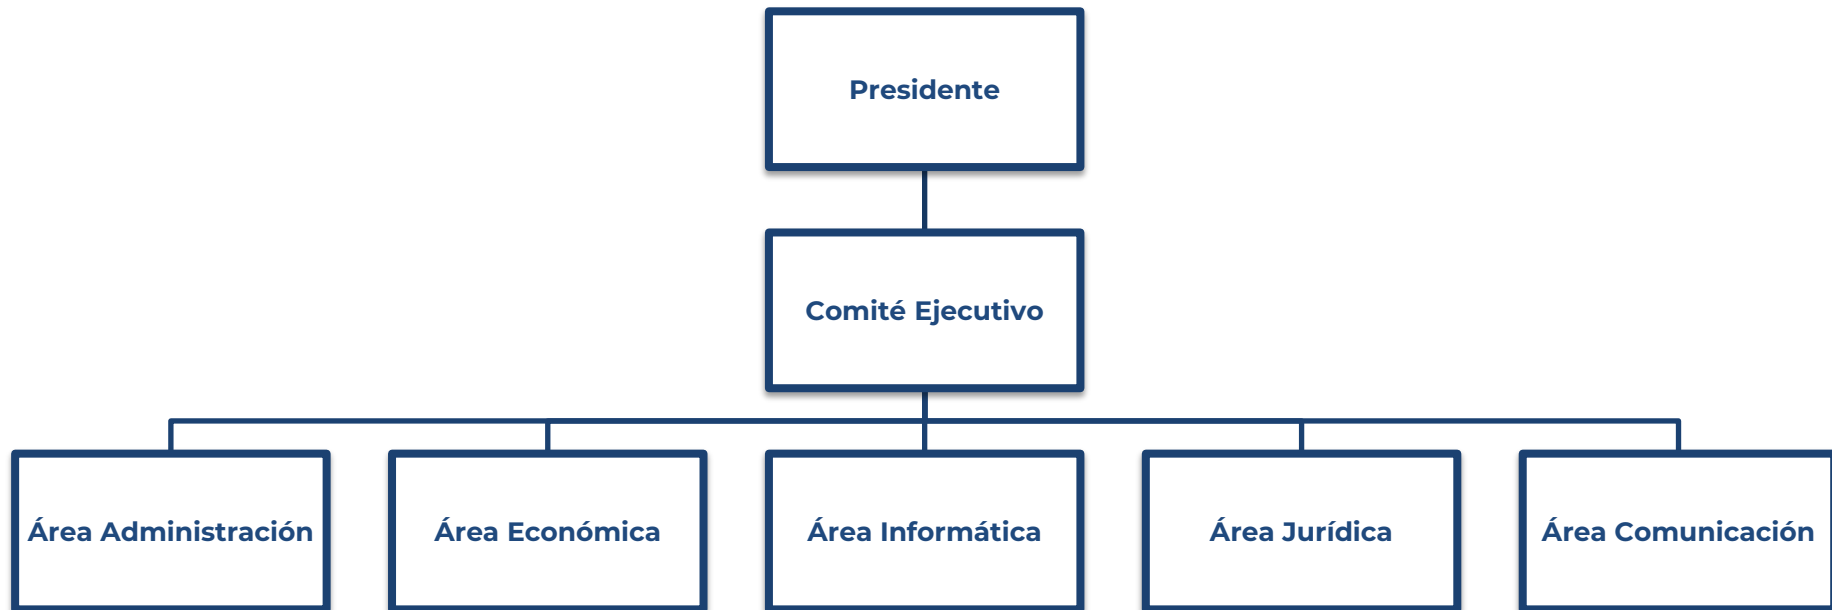 Presidente
Comité Ejecutivo
Área Administración
Área Económica
Área Informática
Área Jurídica
Área Comunicación